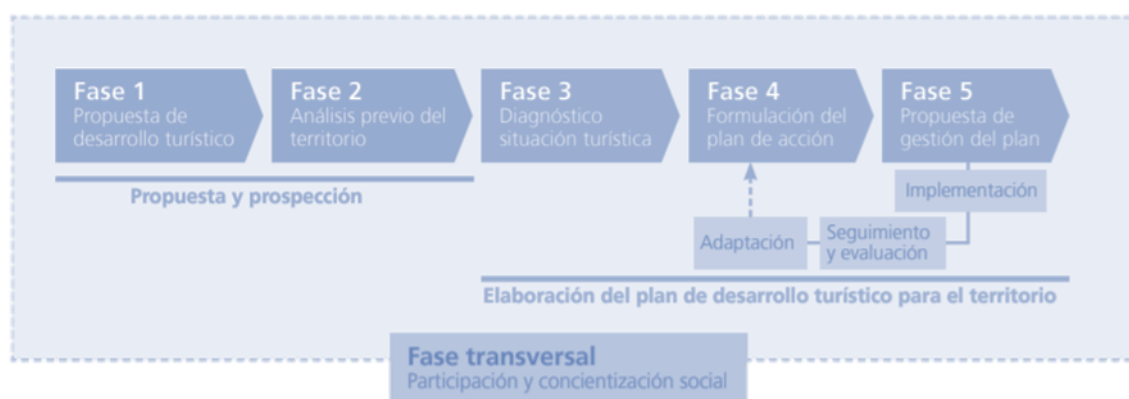 Fase 1
Propuesta de
desarrollo turístico
Fase 2
Análisis previo del
territorio
Fase 3
Diagnóstico
situación turística
Fase 4
Formulación del
plan de acción
Fase 5
Propuesta de
gestión del plan
Propuesta y prospección
Implementación
Adaptación
Seguimiento
y evaluación
Elaboración del plan de desarrollo turístico para el territorio
Fase transversal
Participación y concientización social